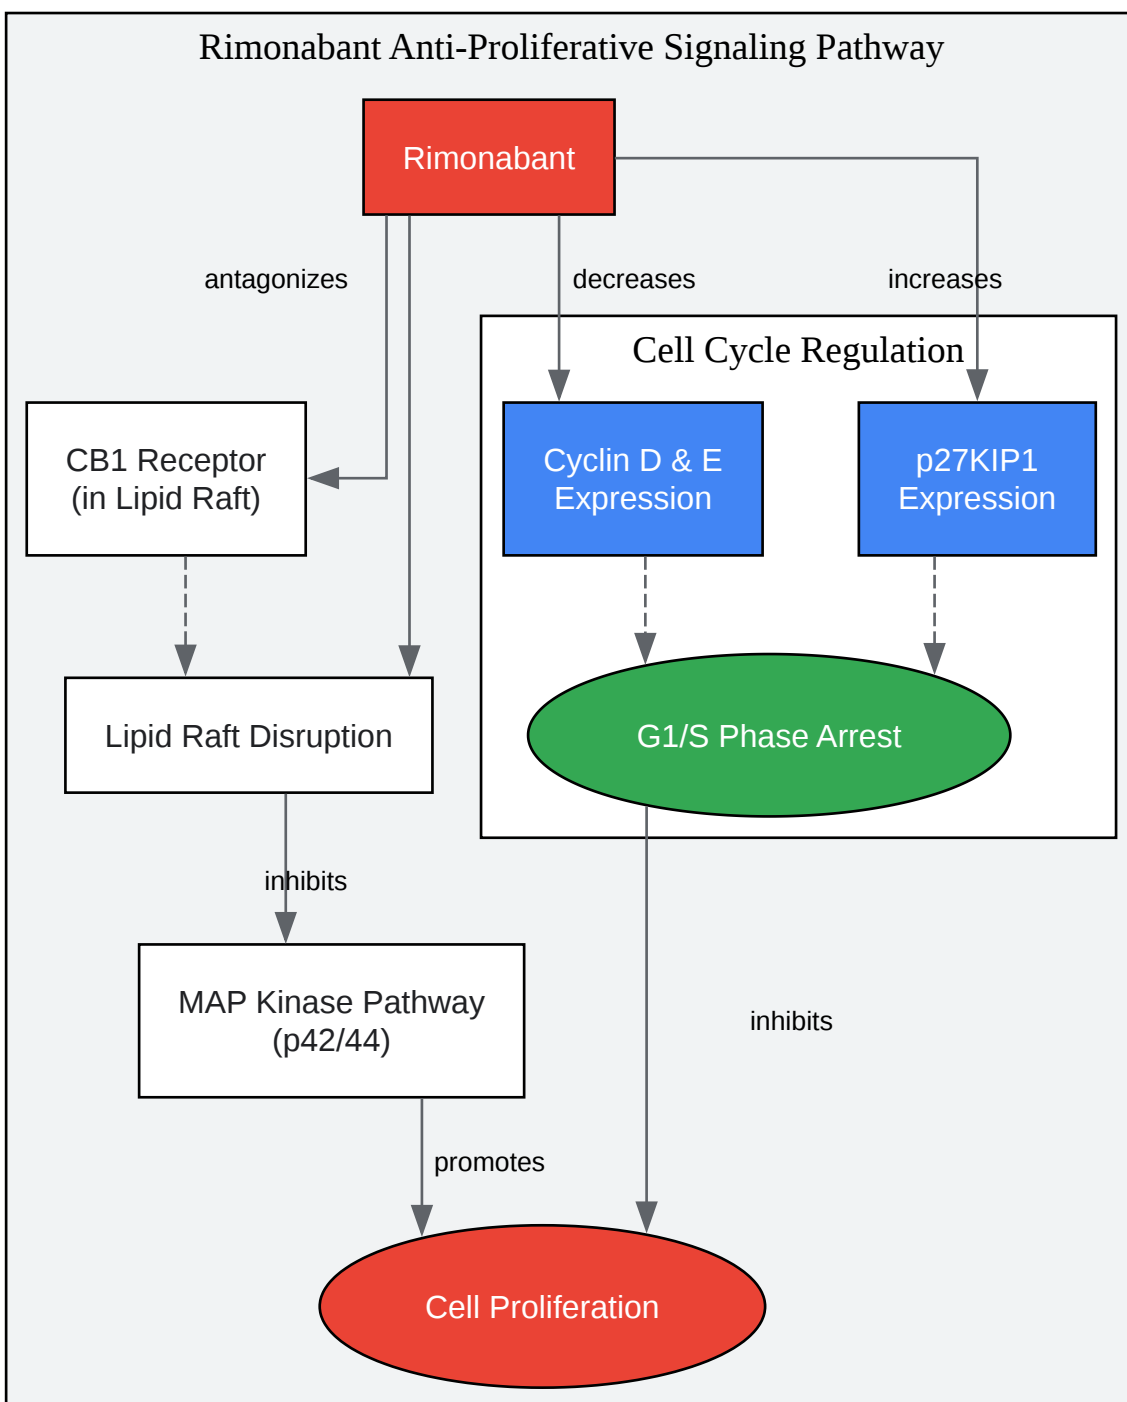 Rimonabant Anti-Proliferative Signaling Pathway
Rimonabant
antagonizes
decreases
increases
Cell Cycle Regulation
CB1 Receptor
(in Lipid Raft)
Cyclin D & E
Expression
p27KIP1
Expression
Lipid Raft Disruption
G1/S Phase Arrest
inhibits
MAP Kinase Pathway
(p42/44)
inhibits
promotes
Cell Proliferation